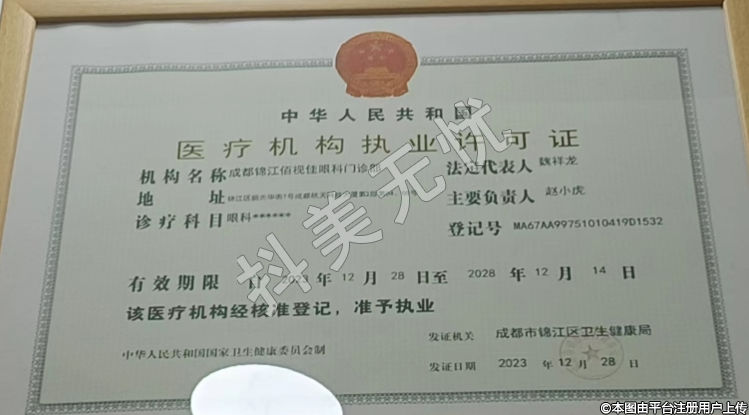 中华人民共和国
医疗机构执业许可证
机构名称 成都锦江佰视佳眼科门诊部
法定代表人 魏祥龙
地址
主要负责人 赵小虎
诊疗科目 眼科******
登记号 MA67AA99751010419D1532
有效期限 自 2023 年 12 月 28 日至 2028 年 12 月 14 日
该医疗机构经核准登记，准予执业
发证机关 成都市锦江区卫生健康局
中华人民共和国国家卫生健康委员会制
发证日期 2023 年 12 月 28 日
抖美无忧
©本图由平台注册用户上传